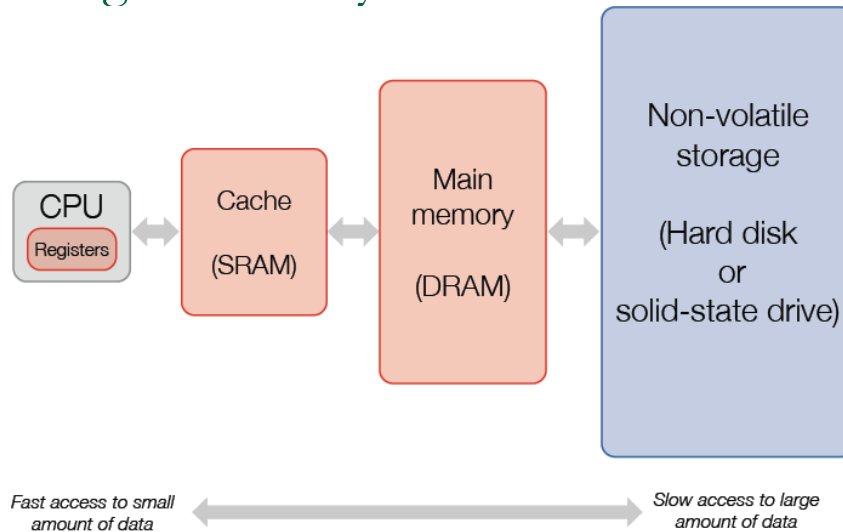 CPU
Registers
Cache
(SRAM)
Main
memory
(DRAM)
Non-volatile
storage
(Hard disk
or
solid-state drive)
Fast access to small
amount of data
Slow access to large
amount of data